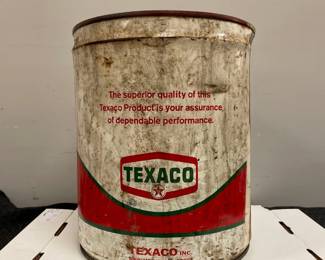 The superior quality of this
Texaco Product is your assurance
of dependable performance.
TEXACO
TEXACO INC.